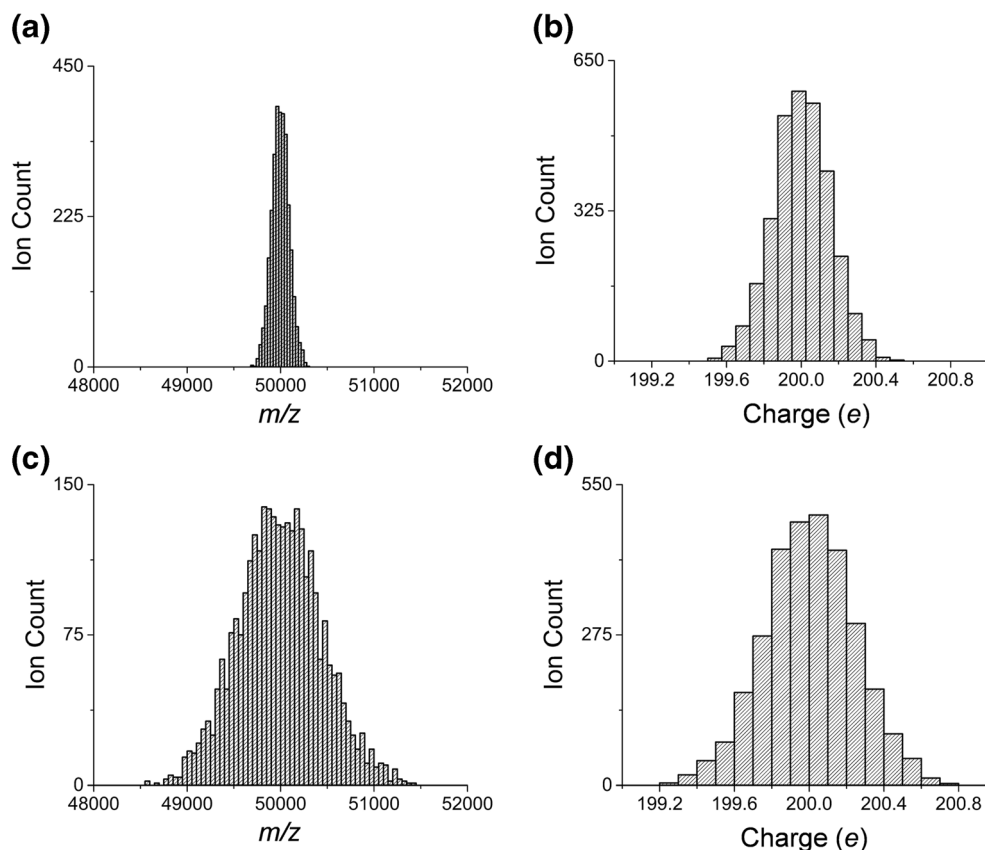 (a)
450
225
0
Ion Count
48000 49000 50000 51000 52000
m/z
(b)
650
325
0
Ion Count
199.2 199.6 200.0 200.4 200.8
Charge (e)
(c)
150
75
0
Ion Count
48000 49000 50000 51000 52000
m/z
(d)
550
275
0
Ion Count
199.2 199.6 200.0 200.4 200.8
Charge (e)